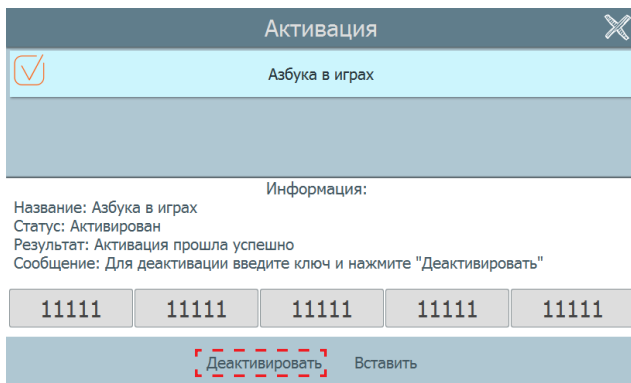 Активация
Азбука в играх
Информация:
Название: Азбука в играх
Статус: Активирован
Результат: Активация прошла успешно
Сообщение: Для деактивации введите ключ и нажмите "Деактивировать"
11111 11111 11111 11111 11111
Деактивировать Вставить